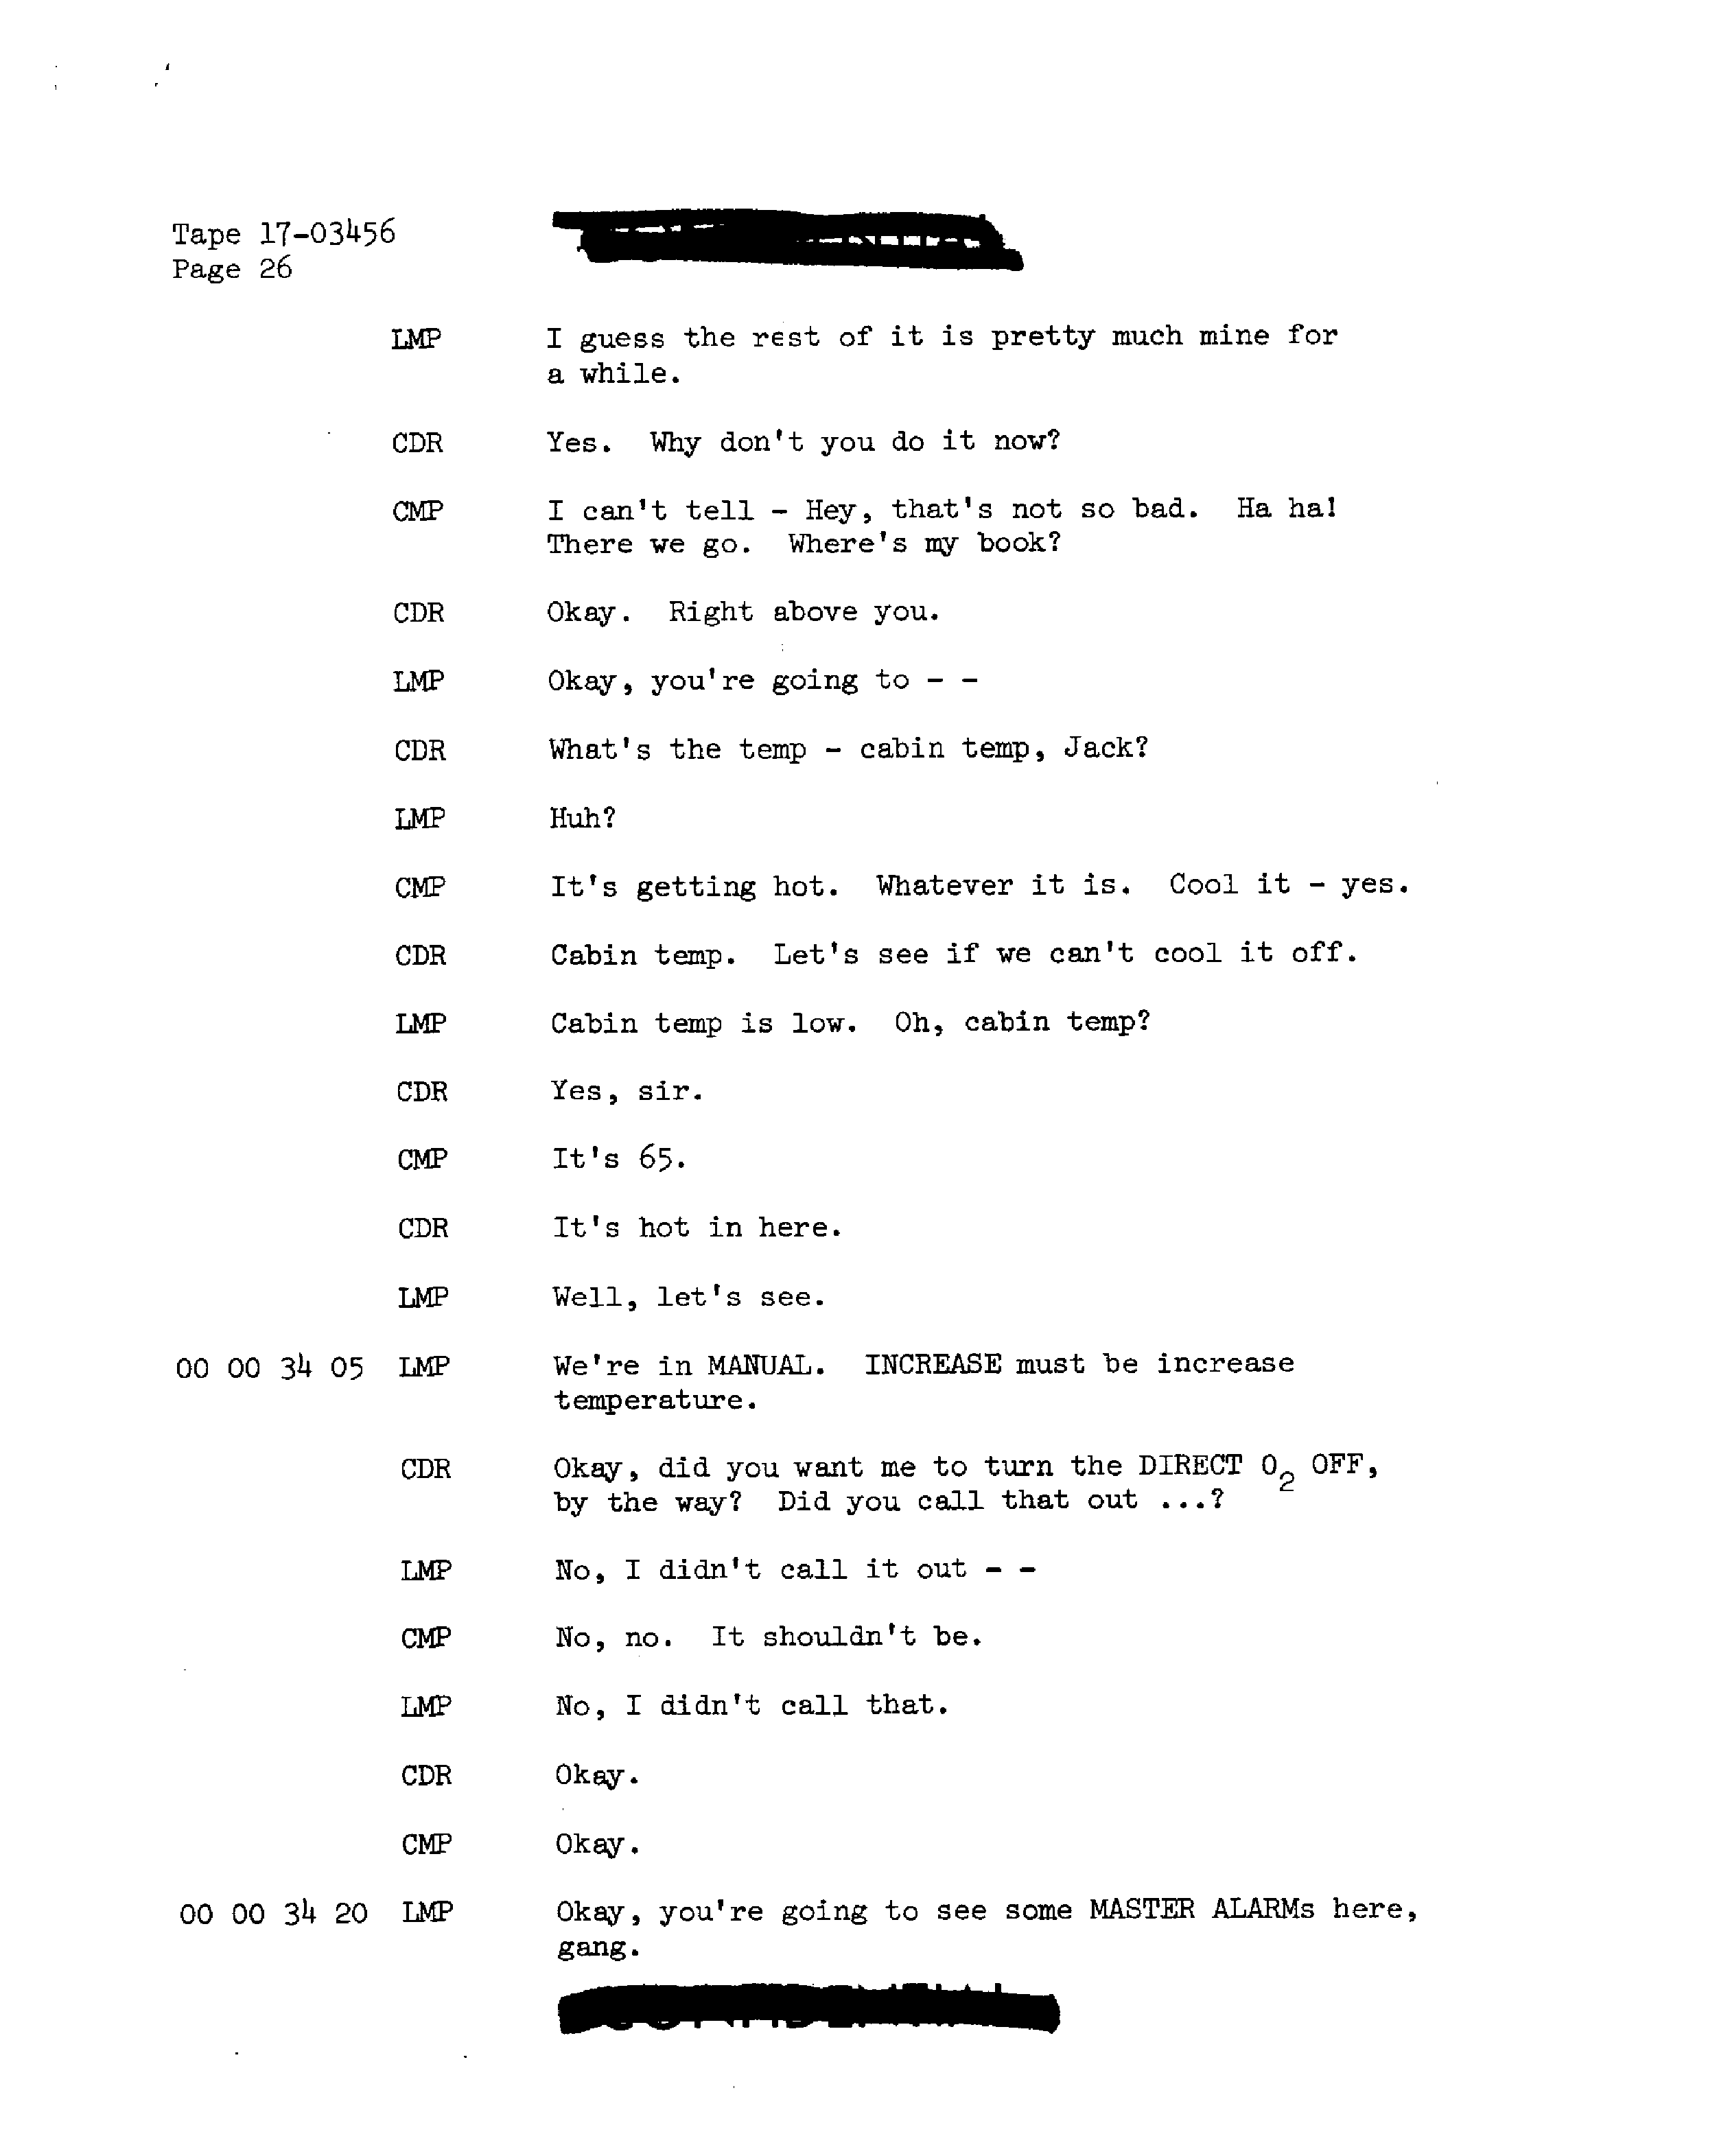 Tape 17-03456
Page 26
LMP I guess the rest of it is pretty much mine for
a while.
CDR Yes. Why don't you do it now?
CMP I can't tell - Hey, that's not so bad. Ha ha!
There we go. Where's my book?
CDR Okay. Right above you.
LMP Okay, you're going to - -
CDR What's the temp - cabin temp, Jack?
LMP Huh?
CMP It's getting hot. Whatever it is. Cool it - yes.
CDR Cabin temp. Let's see if we can't cool it off.
LMP Cabin temp is low. Oh, cabin temp?
CDR Yes, sir.
CMP It's 65.
CDR It's hot in here.
LMP Well, let's see.
00 00 34 05 LMP We're in MANUAL. INCREASE must be increase
temperature.
CDR Okay, did you want me to turn the DIRECT O2 OFF,
by the way? Did you call that out ...?
LMP No, I didn't call it out - -
CMP No, no. It shouldn't be.
LMP No, I didn't call that.
CDR Okay.
CMP Okay.
00 00 34 20 LMP Okay, you're going to see some MASTER ALARMs here,
gang.